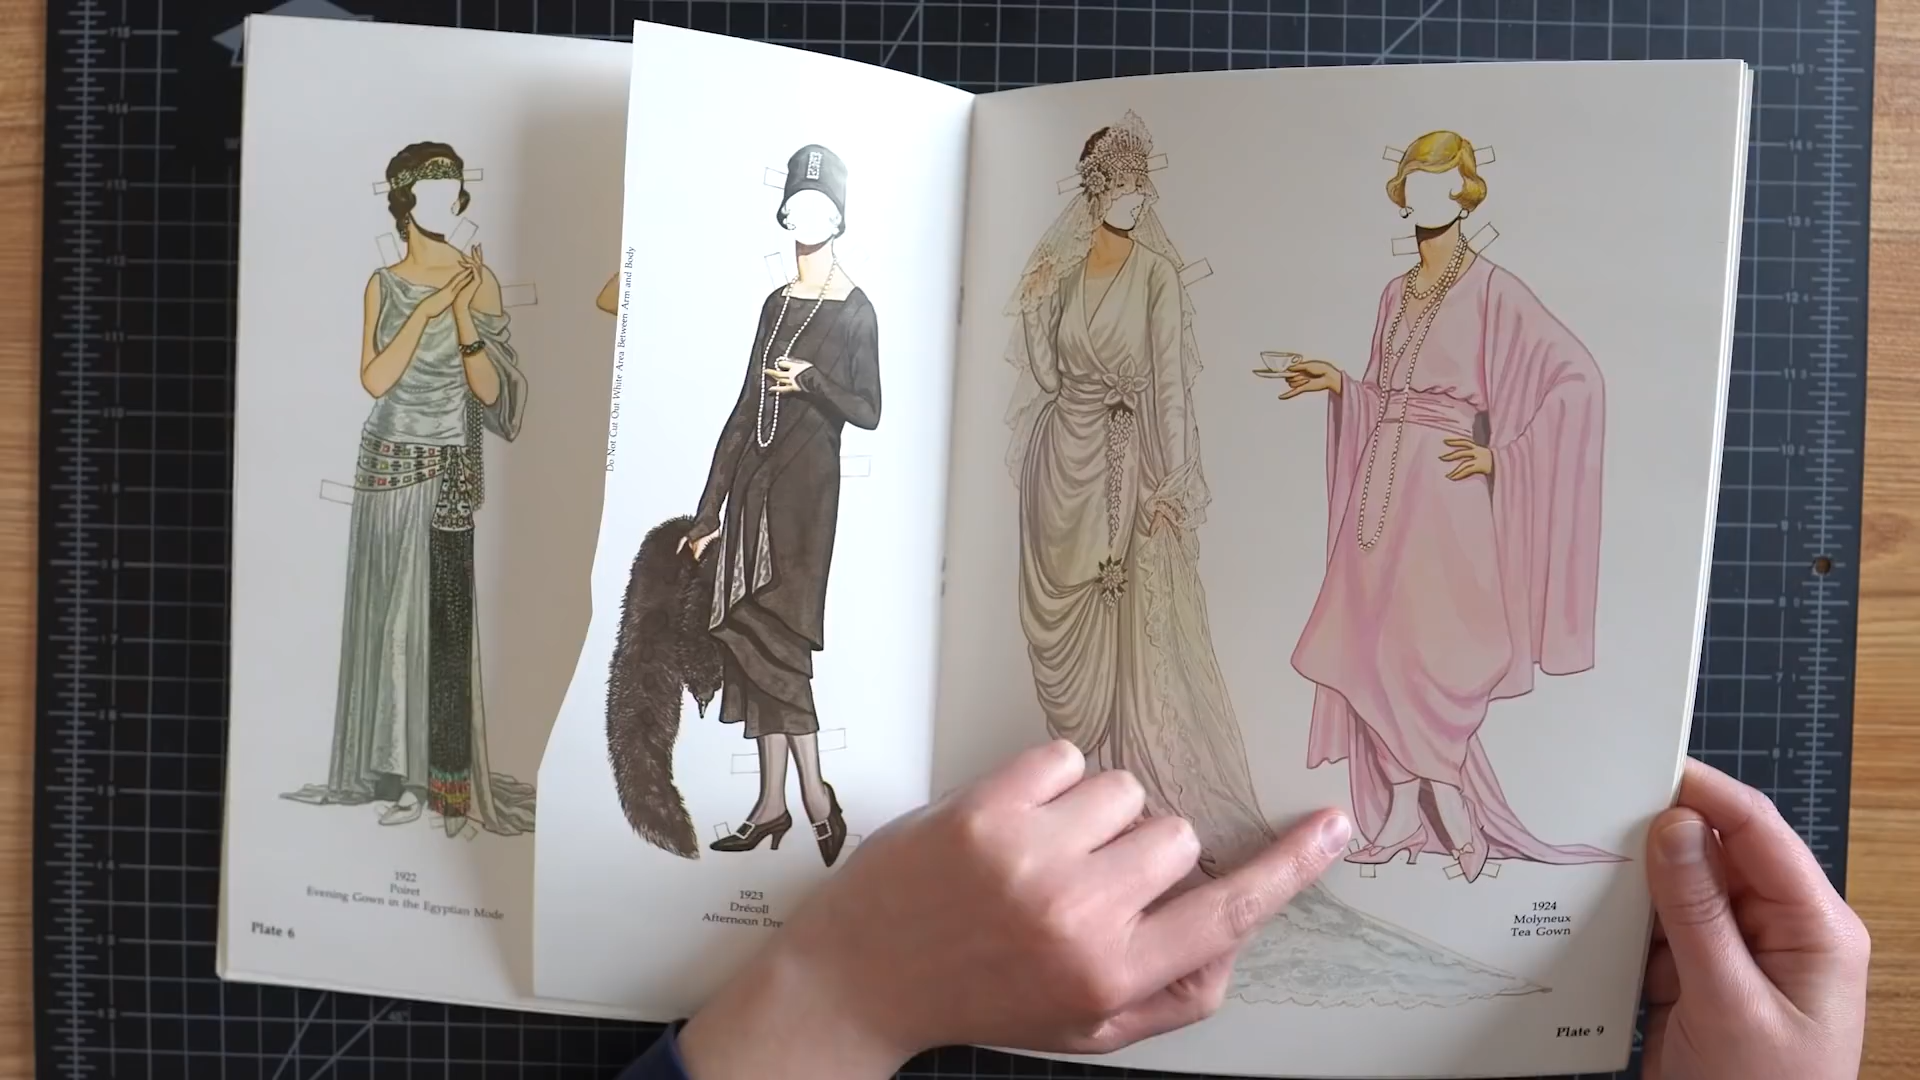 1922
Poiret
Evening Gown in the Egyptian Mode
Plate 6
Do Not Cut Out White Area Between Arm and Body
1923
Drécoll
Afternoon
1924
Molyneux
Tea Gown
Plate 9